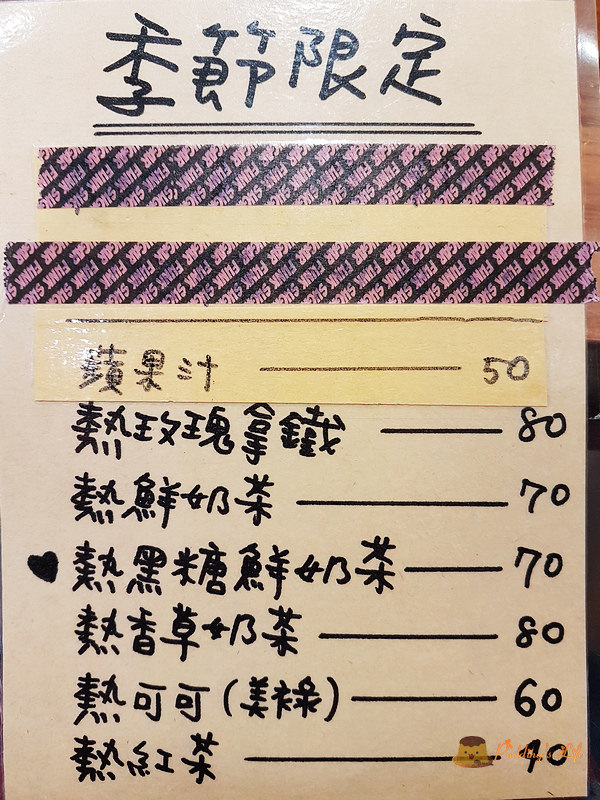 季節限定
蘋果汁 50
熱玫瑰拿鐵 80
熱鮮奶茶 70
熱黑糖鮮奶茶 70
熱香草奶茶 80
熱可可(美祿) 60
熱紅茶 40